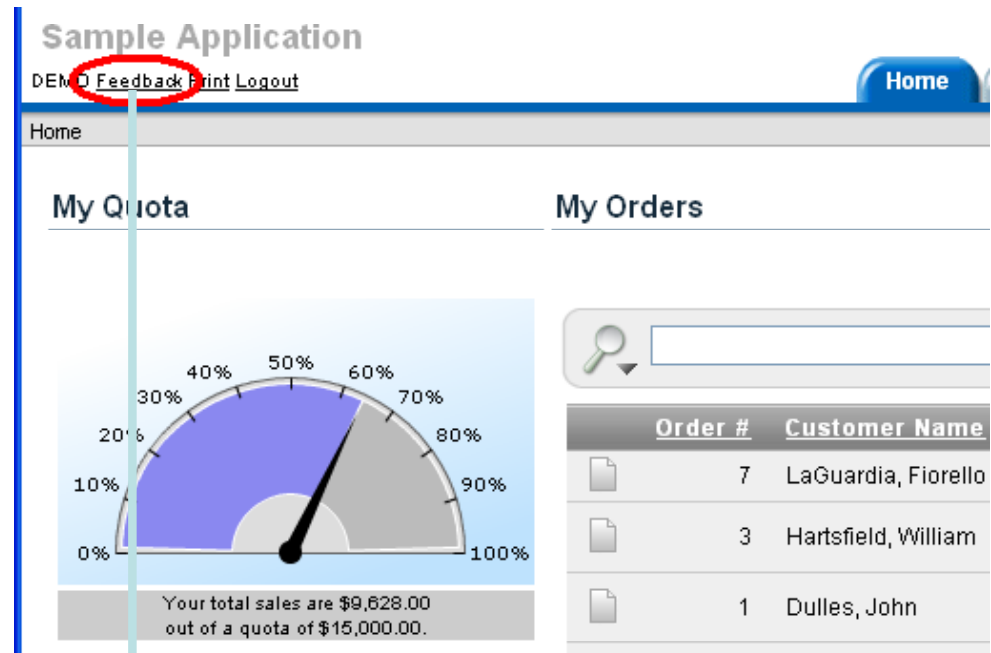 Sample Application
DEMO Feedback Print Logout
Home
Home
My Quota
My Orders
50%
40%
60%
30%
70%
20%
80%
10%
90%
0%
100%
Your total sales are $9,628.00
out of a quota of $15,000.00.
Order # Customer Name
7 LaGuardia, Fiorello
3 Hartsfield, William
1 Dulles, John